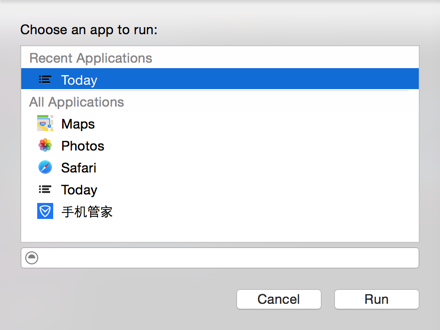 Choose an app to run:
Recent Applications
Today
All Applications
Maps
Photos
Safari
Today
手机管家
Cancel
Run